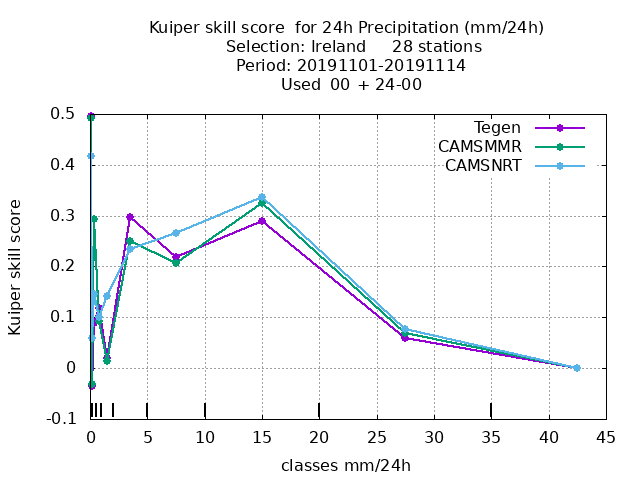 Kuiper skill score  for 24h Precipitation (mm/24h)
Selection: Ireland     28 stations
Period: 20191101-20191114
Used  00 + 24-00
Tegen
CAMSMMR
CAMSNRT
Kuiper skill score
0.5
0.4
0.3
0.2
0.1
0
-0.1
0 5 10 15 20 25 30 35 40 45
classes mm/24h